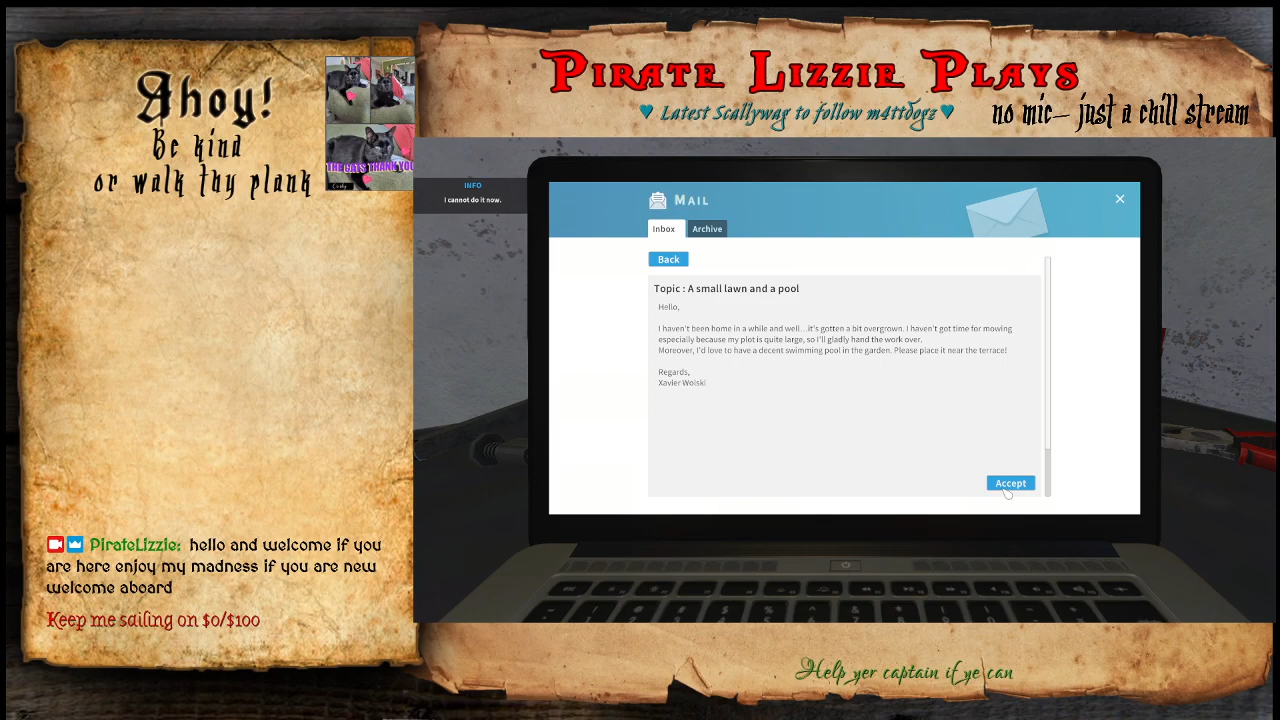 Ahoy!
Be kind
or walk thy plank
THE CATS THANK YOU
PIRATE LIZZIE PLAYS
♥ Latest Scallywag to follow m4ttdogz ♥
no mic— just a chill stream
INFO
I cannot do it now.
MAIL
Inbox
Archive
Back
Topic : A small lawn and a pool
Hello,
I haven't been home in a while and well...it's gotten a bit overgrown. I haven't got time for mowing
especially because my plot is quite large, so I'll gladly hand the work over.
Moreover, I'd love to have a decent swimming pool in the garden. Please place it near the terrace!
Regards,
Xavier Wolski
Accept
PirateLizzie: hello and welcome if you
are here enjoy my madness if you are new
welcome aboard
Keep me sailing on $0/$100
Help yer captain if ye can